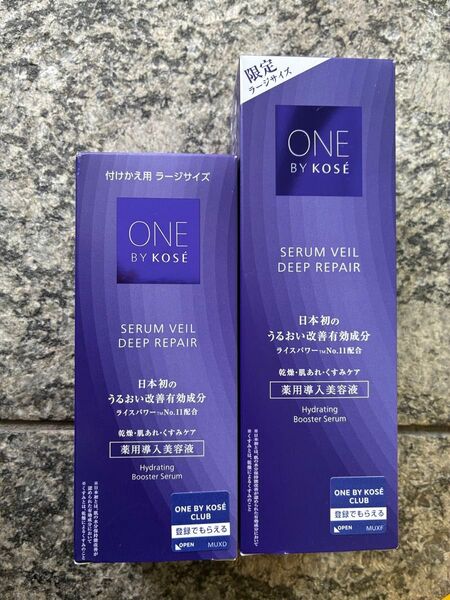 付けかえ用 ラージサイズ
ONE
BY KOSÉ
SERUM VEIL
DEEP REPAIR
日本初の
うるおい改善有効成分
ライスパワー™No.11配合
乾燥・肌あれ・くすみケア
薬用導入美容液
Hydrating
Booster Serum
ONE BY KOSÉ
CLUB
登録でもらえる
OPEN MUXD
限定
ラージサイズ
ONE
BY KOSÉ
SERUM VEIL
DEEP REPAIR
日本初の
うるおい改善有効成分
ライスパワー™No.11配合
乾燥・肌あれ・くすみケア
薬用導入美容液
Hydrating
Booster Serum
ONE BY KOSÉ
CLUB
登録でもらえる
OPEN MUXF